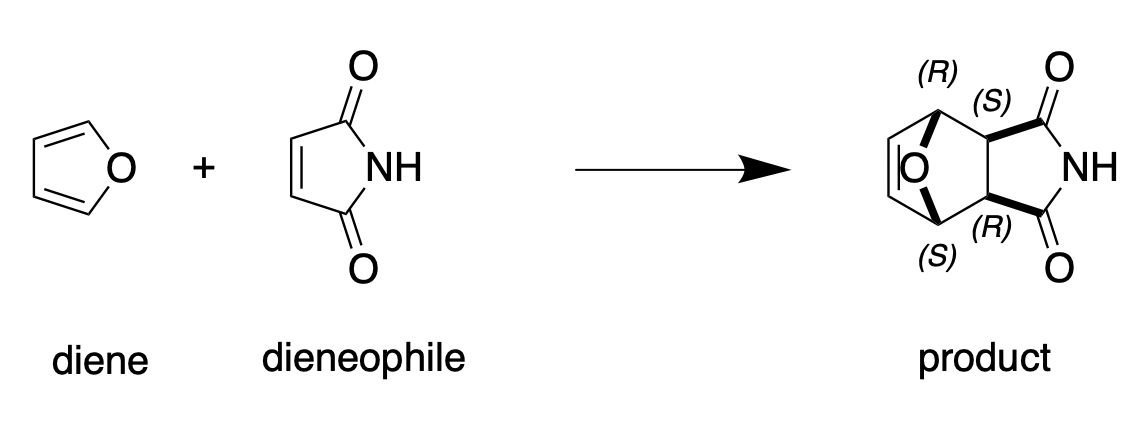 O
O
(R)
(S)
O
+
NH
O
NH
O
(R)
(S)
O
diene
dieneophile
product